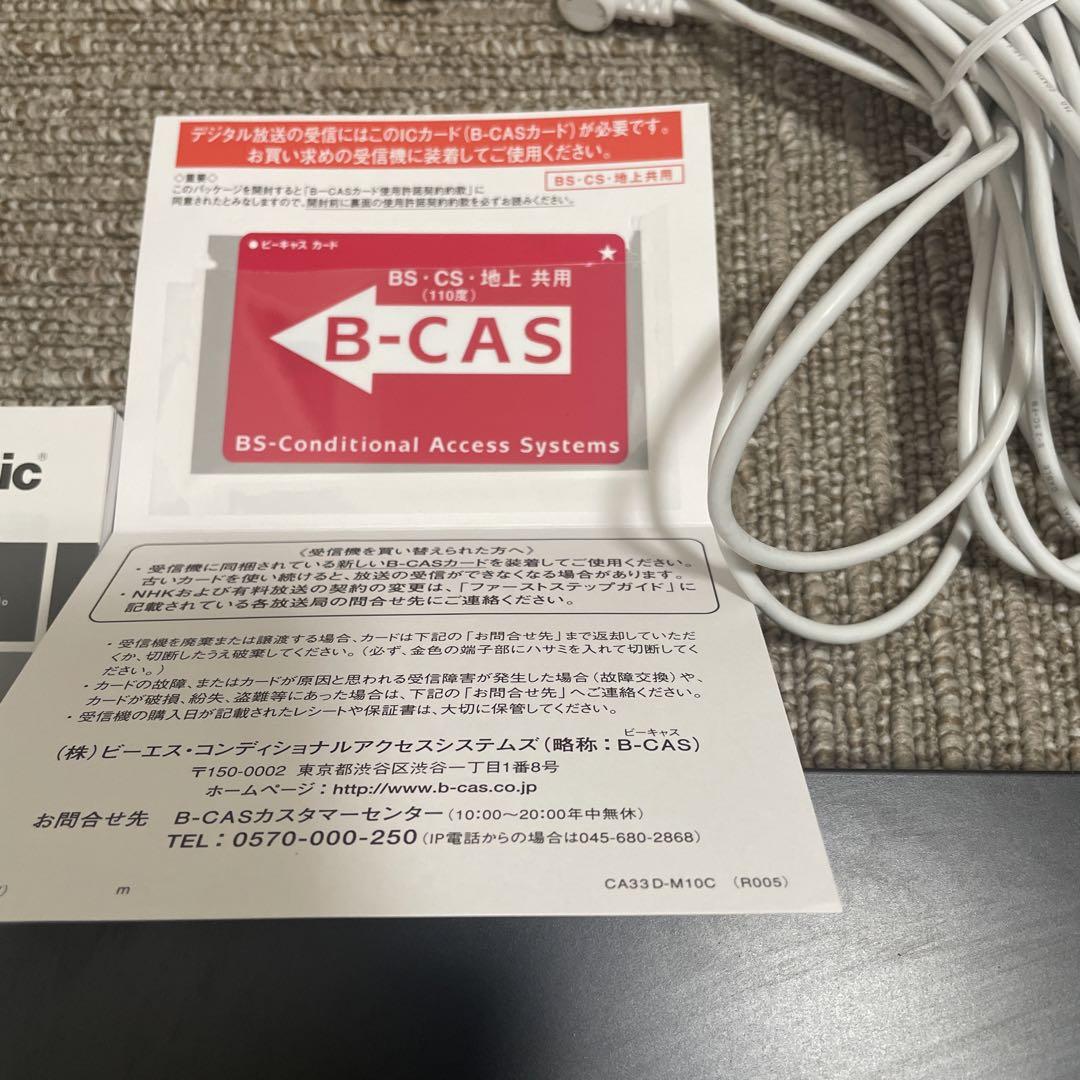 デジタル放送の受信にはこのICカード(B-CASカード)が必要です。
お買い求めの受信機に装着してご使用ください。
◇重要◇
このパッケージを開封すると「B-CASカード使用許諾契約約款」に
同意されたとみなしますので、開封前に裏面の使用許諾契約約款を必ずお読みください。
BS・CS・地上共用
●ビーキャス カード
★
BS・CS・地上 共用
(110度)
B-CAS
BS-Conditional Access Systems
ic®
《受信機を買い替えられた方へ》
・受信機に同梱されている新しいB-CASカードを装着してご使用ください。
古いカードを使い続けると、放送の受信ができなくなる場合があります。
・NHKおよび有料放送の契約の変更は、「ファーストステップガイド」に
記載されている各放送局の問合せ先にご連絡ください。
・受信機を廃棄または譲渡する場合、カードは下記の「お問合せ先」まで返却していただ
くか、切断したうえ破棄してください。(必ず、金色の端子部にハサミを入れて切断してく
ださい。)
・カードの故障、またはカードが原因と思われる受信障害が発生した場合(故障交換)や、
カードが破損、紛失、盗難等にあった場合は、下記の「お問合せ先」へご連絡ください。
・受信機の購入日が記載されたレシートや保証書は、大切に保管してください。
ビーキャス
(株)ビーエス・コンディショナルアクセスシステムズ(略称:B-CAS)
〒150-0002 東京都渋谷区渋谷一丁目1番8号
ホームページ:http://www.b-cas.co.jp
お問合せ先 B-CASカスタマーセンター(10:00~20:00年中無休)
TEL:0570-000-250(IP電話からの場合は045-680-2868)
m
CA33D-M10C (R005)